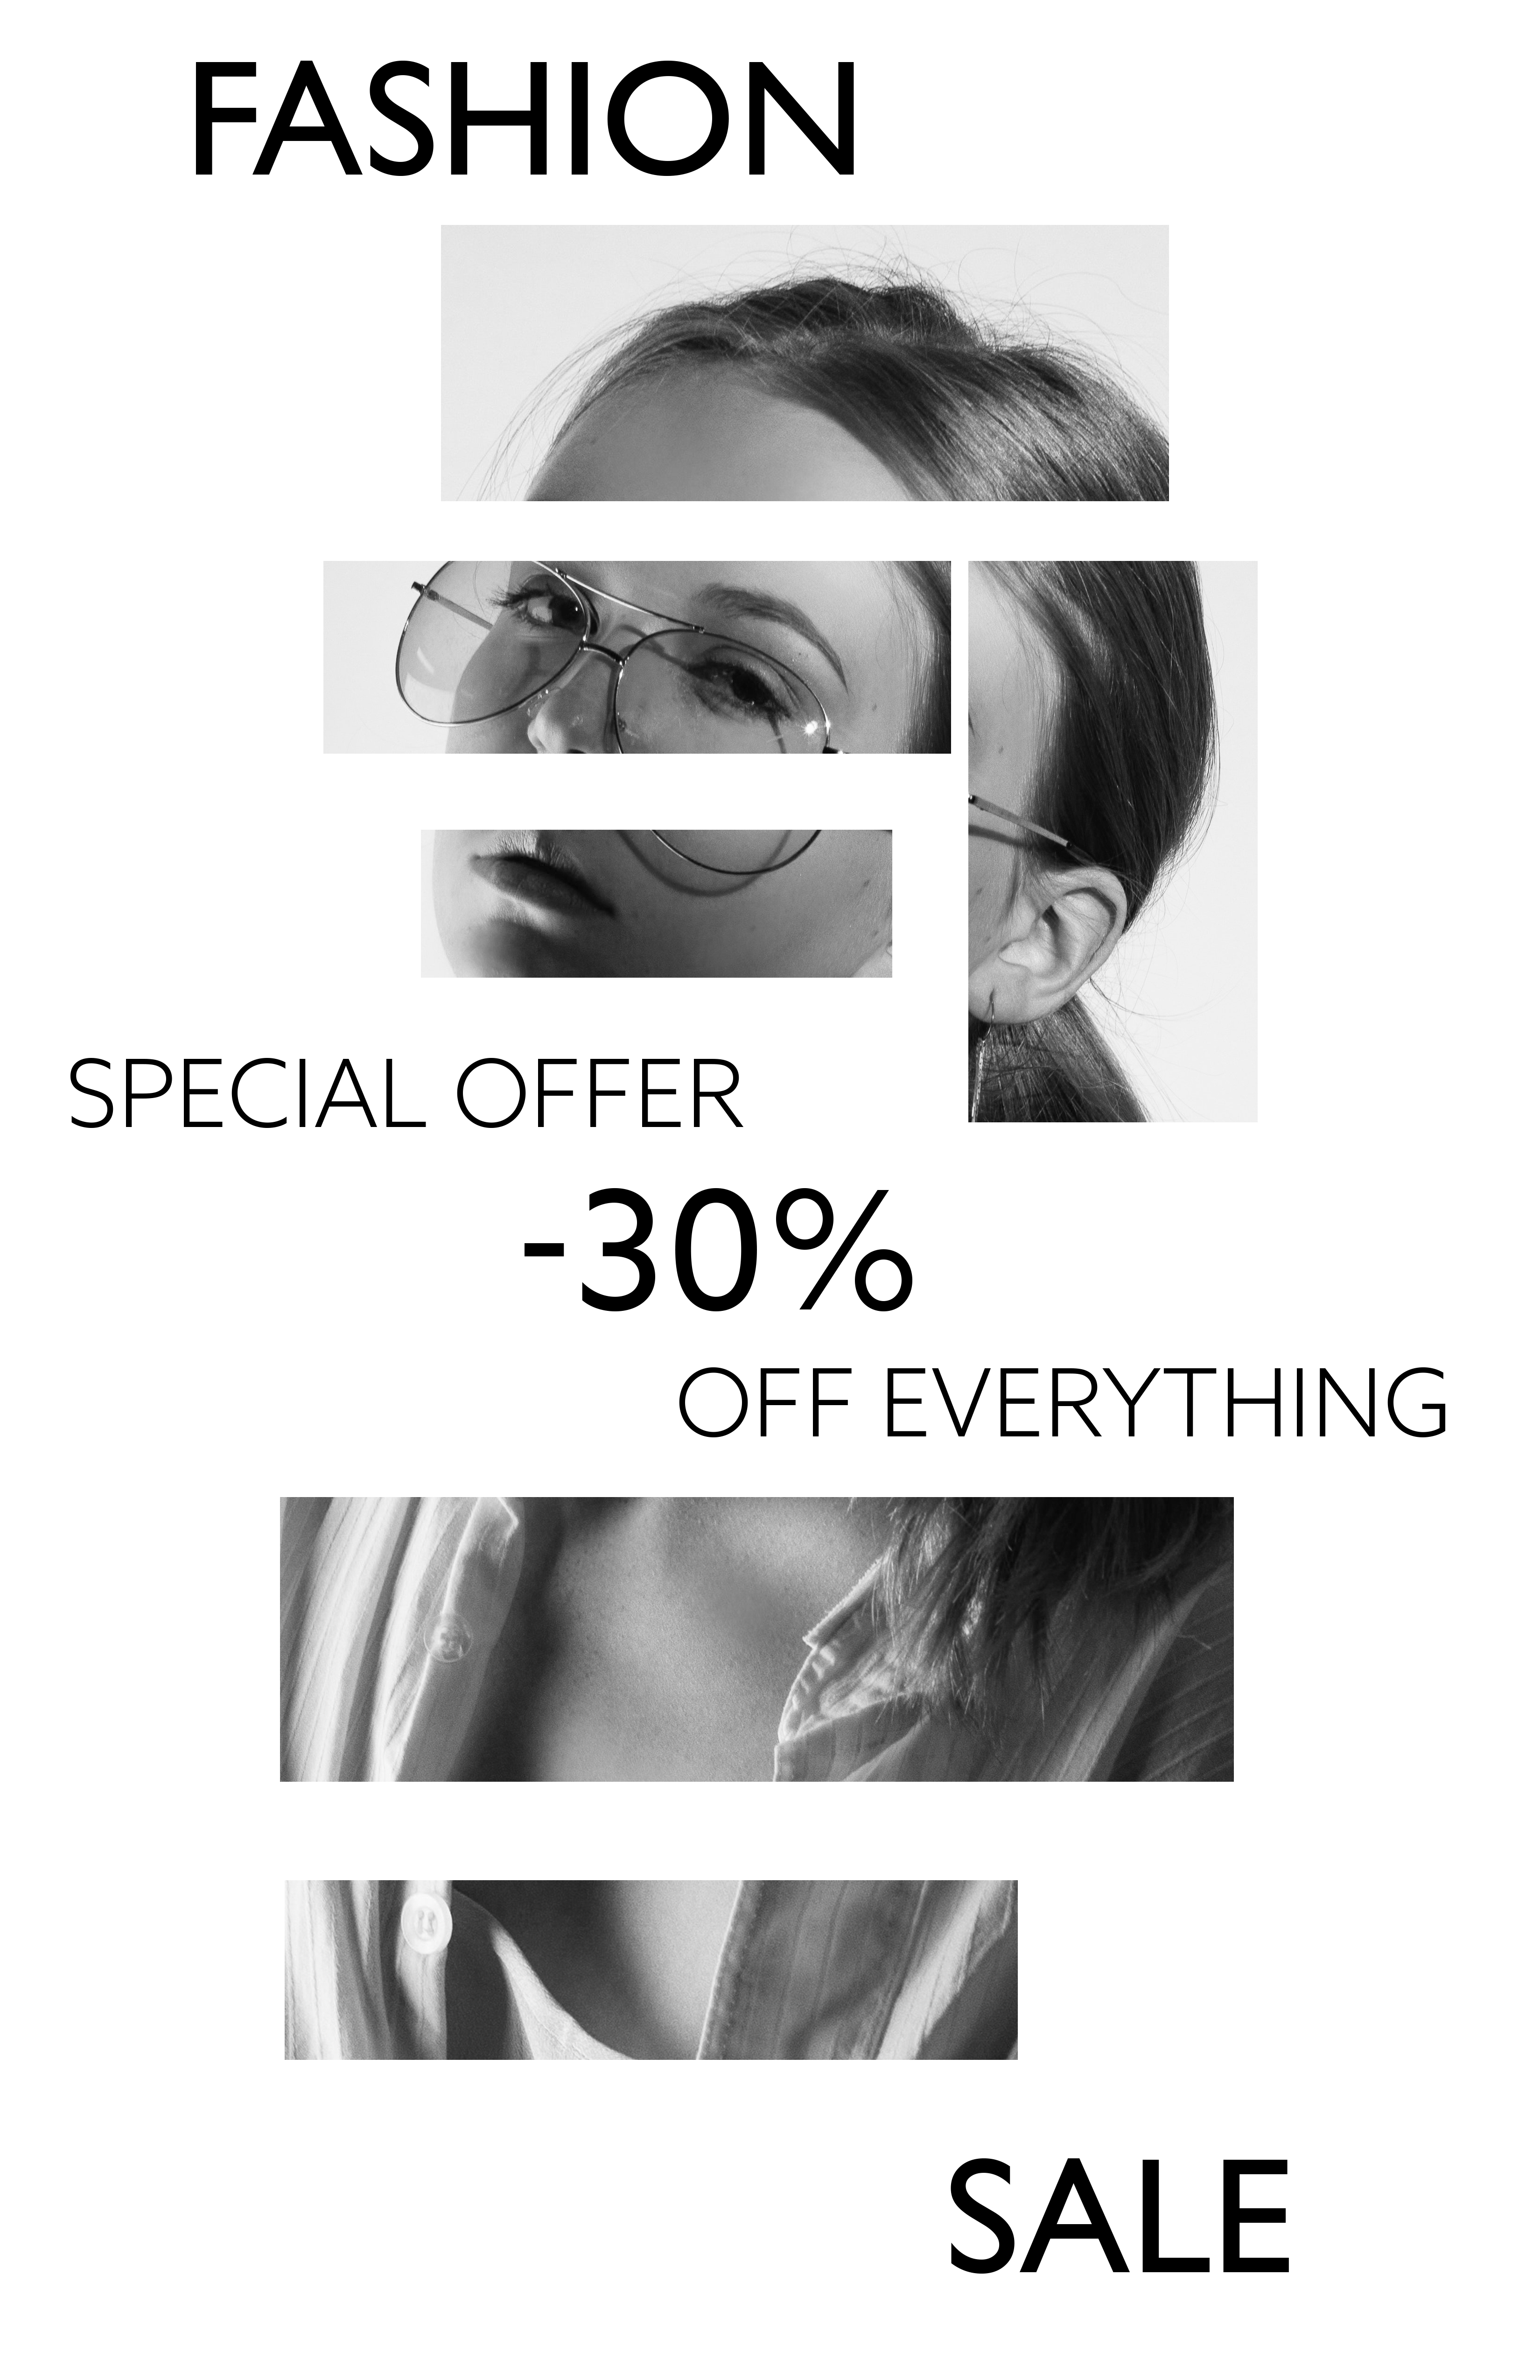 FASHION
SPECIAL OFFER
-30%
OFF EVERYTHING
SALE